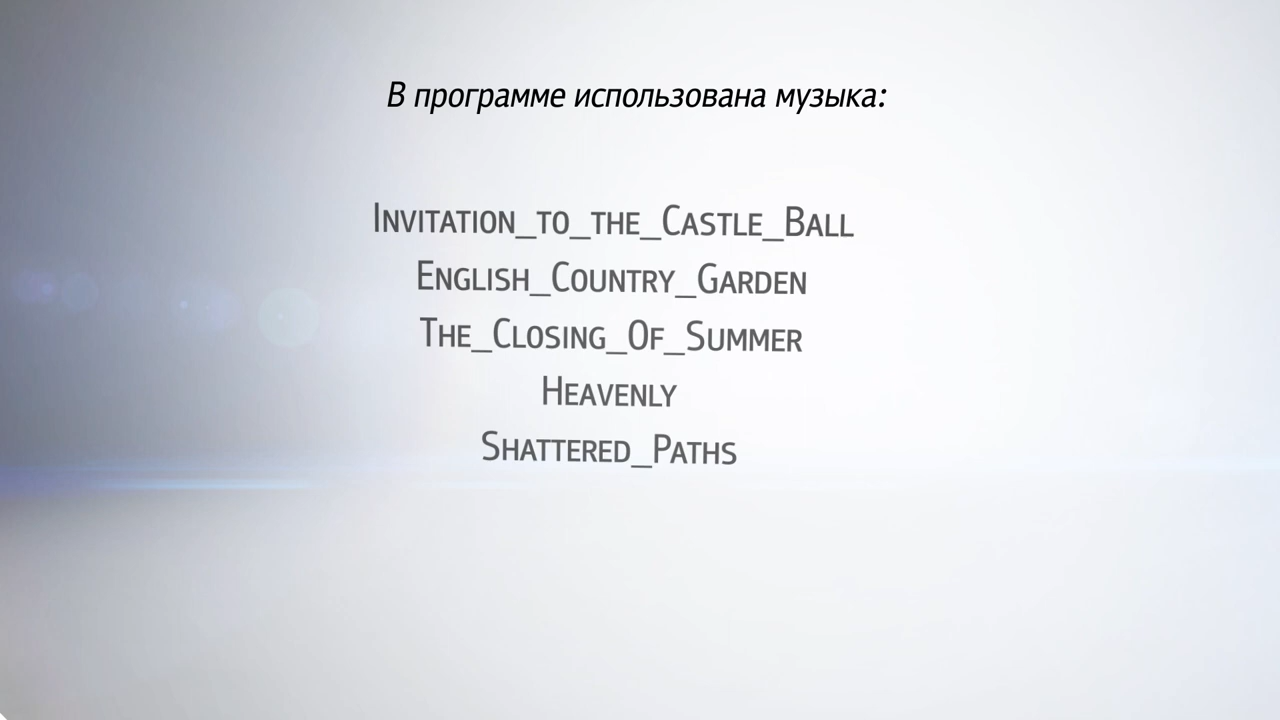 В программе использована музыка:
Invitation_to_the_Castle_Ball
English_Country_Garden
The_Closing_Of_Summer
Heavenly
Shattered_Paths